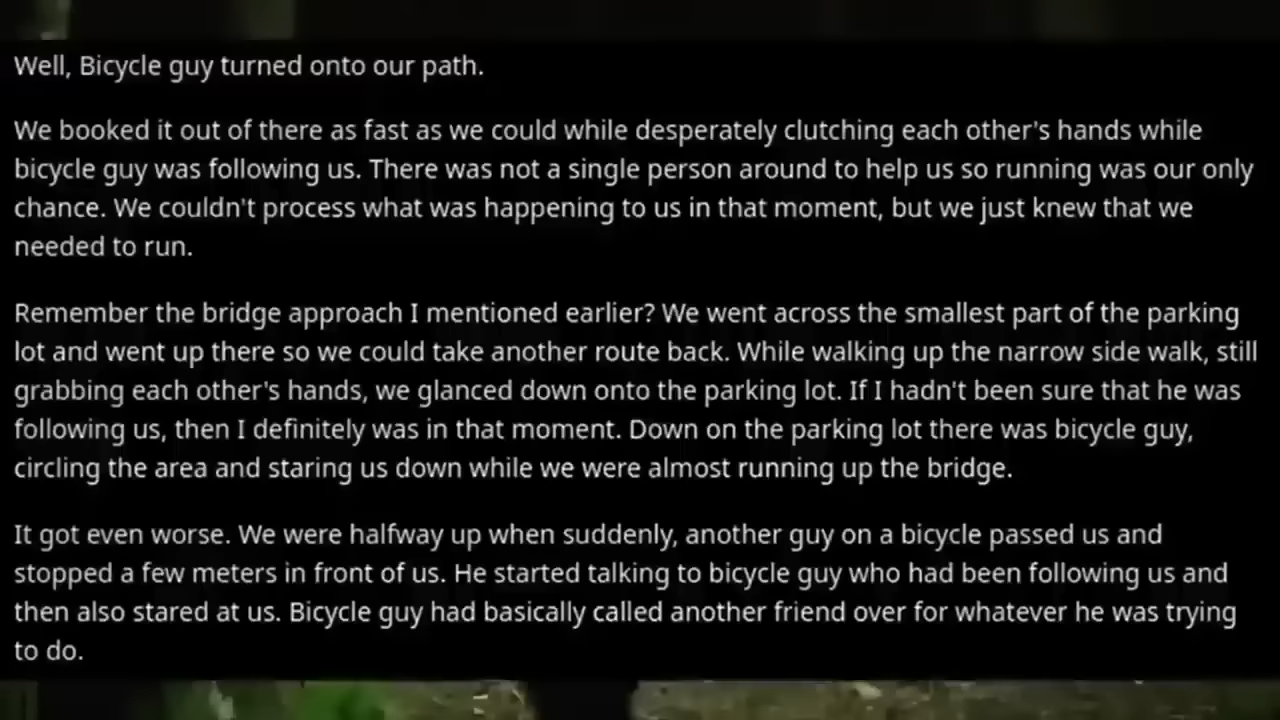 Well, Bicycle guy turned onto our path.
We booked it out of there as fast as we could while desperately clutching each other's hands while
bicycle guy was following us. There was not a single person around to help us so running was our only
chance. We couldn't process what was happening to us in that moment, but we just knew that we
needed to run.
Remember the bridge approach I mentioned earlier? We went across the smallest part of the parking
lot and went up there so we could take another route back. While walking up the narrow side walk, still
grabbing each other's hands, we glanced down onto the parking lot. If I hadn't been sure that he was
following us, then I definitely was in that moment. Down on the parking lot there was bicycle guy,
circling the area and staring us down while we were almost running up the bridge.
It got even worse. We were halfway up when suddenly, another guy on a bicycle passed us and
stopped a few meters in front of us. He started talking to bicycle guy who had been following us and
then also stared at us. Bicycle guy had basically called another friend over for whatever he was trying
to do.